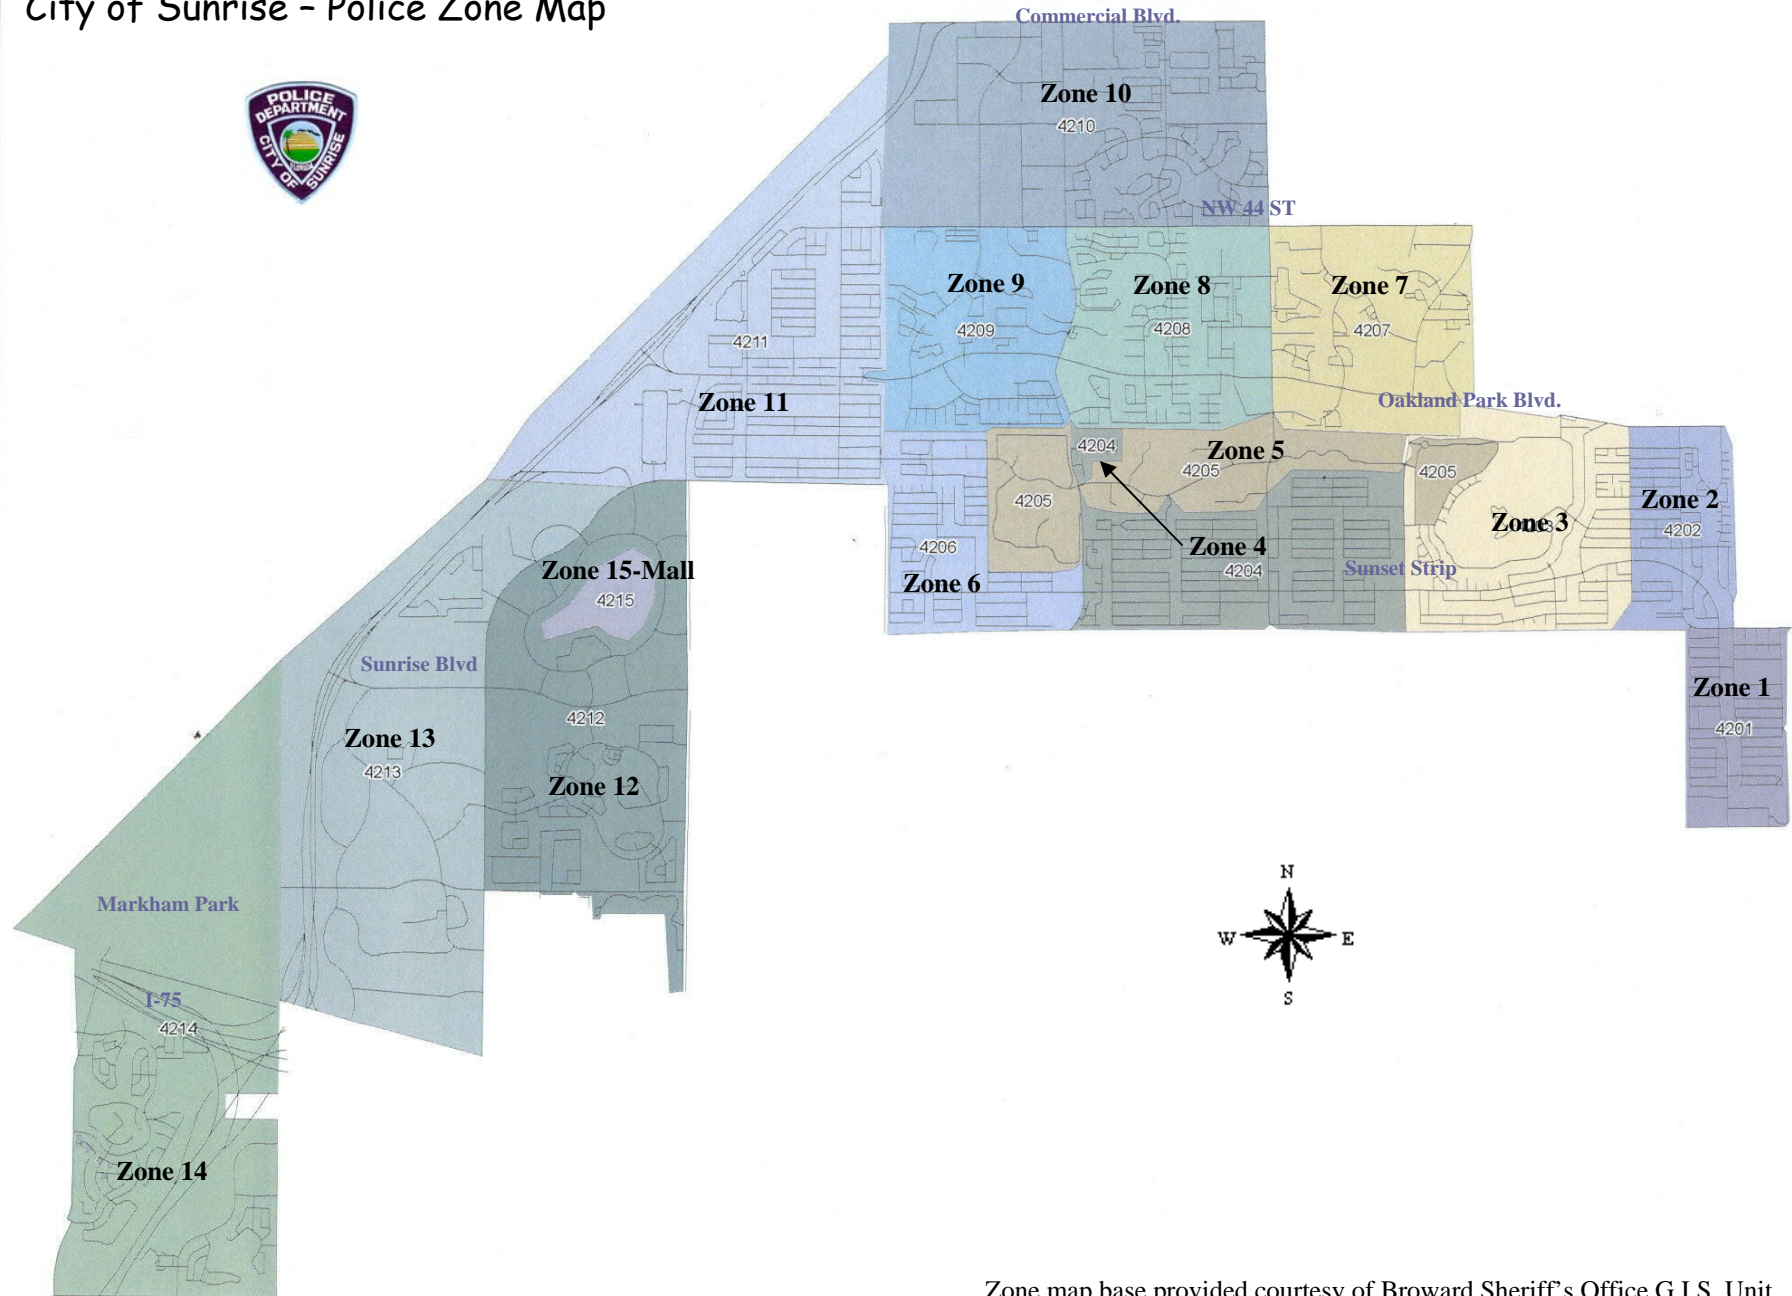 City of Sunrise – Police Zone Map
Commercial Blvd.
POLICE
DEPARTMENT
CITY OF SUNRISE
Zone 10
4210
NW 44 ST
Zone 9
4209
Zone 8
4208
Zone 7
4207
4211
Zone 11
Oakland Park Blvd.
4204
Zone 5
4205
4205
4205
Zone 3
Zone 2
4202
4206
Zone 6
Zone 4
4204
Sunset Strip
Zone 15-Mall
4215
Sunrise Blvd
Zone 1
4201
4212
Zone 13
4213
Zone 12
Markham Park
I-75
4214
Zone 14
N
W
E
S
Zone map base provided courtesy of Broward Sheriff's Office G.I.S. Unit